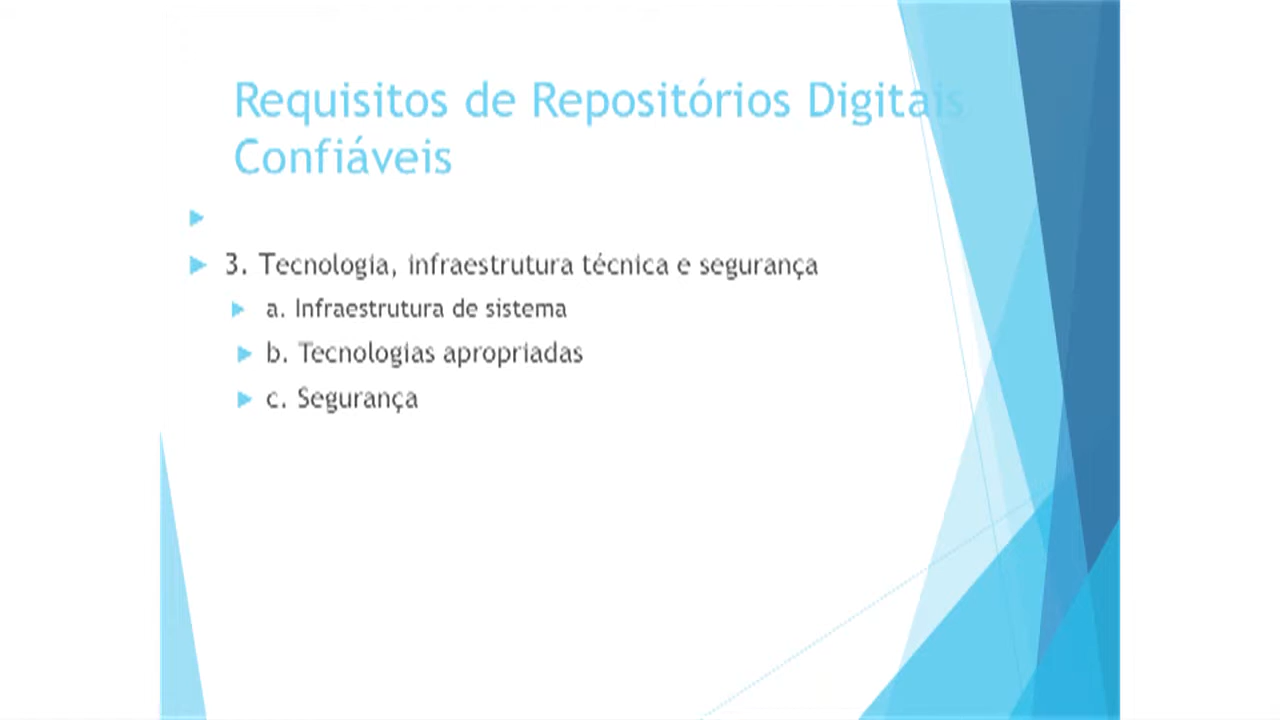 Requisitos de Repositórios Digitais
Confiáveis
3. Tecnologia, infraestrutura técnica e segurança
a. Infraestrutura de sistema
b. Tecnologias apropriadas
c. Segurança